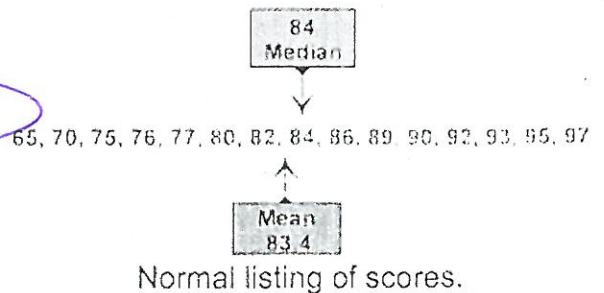 84
Median
65, 70, 75, 76, 77, 80, 82, 84, 86, 89, 90, 92, 93, 95, 97
Mean
83.4
Normal listing of scores.